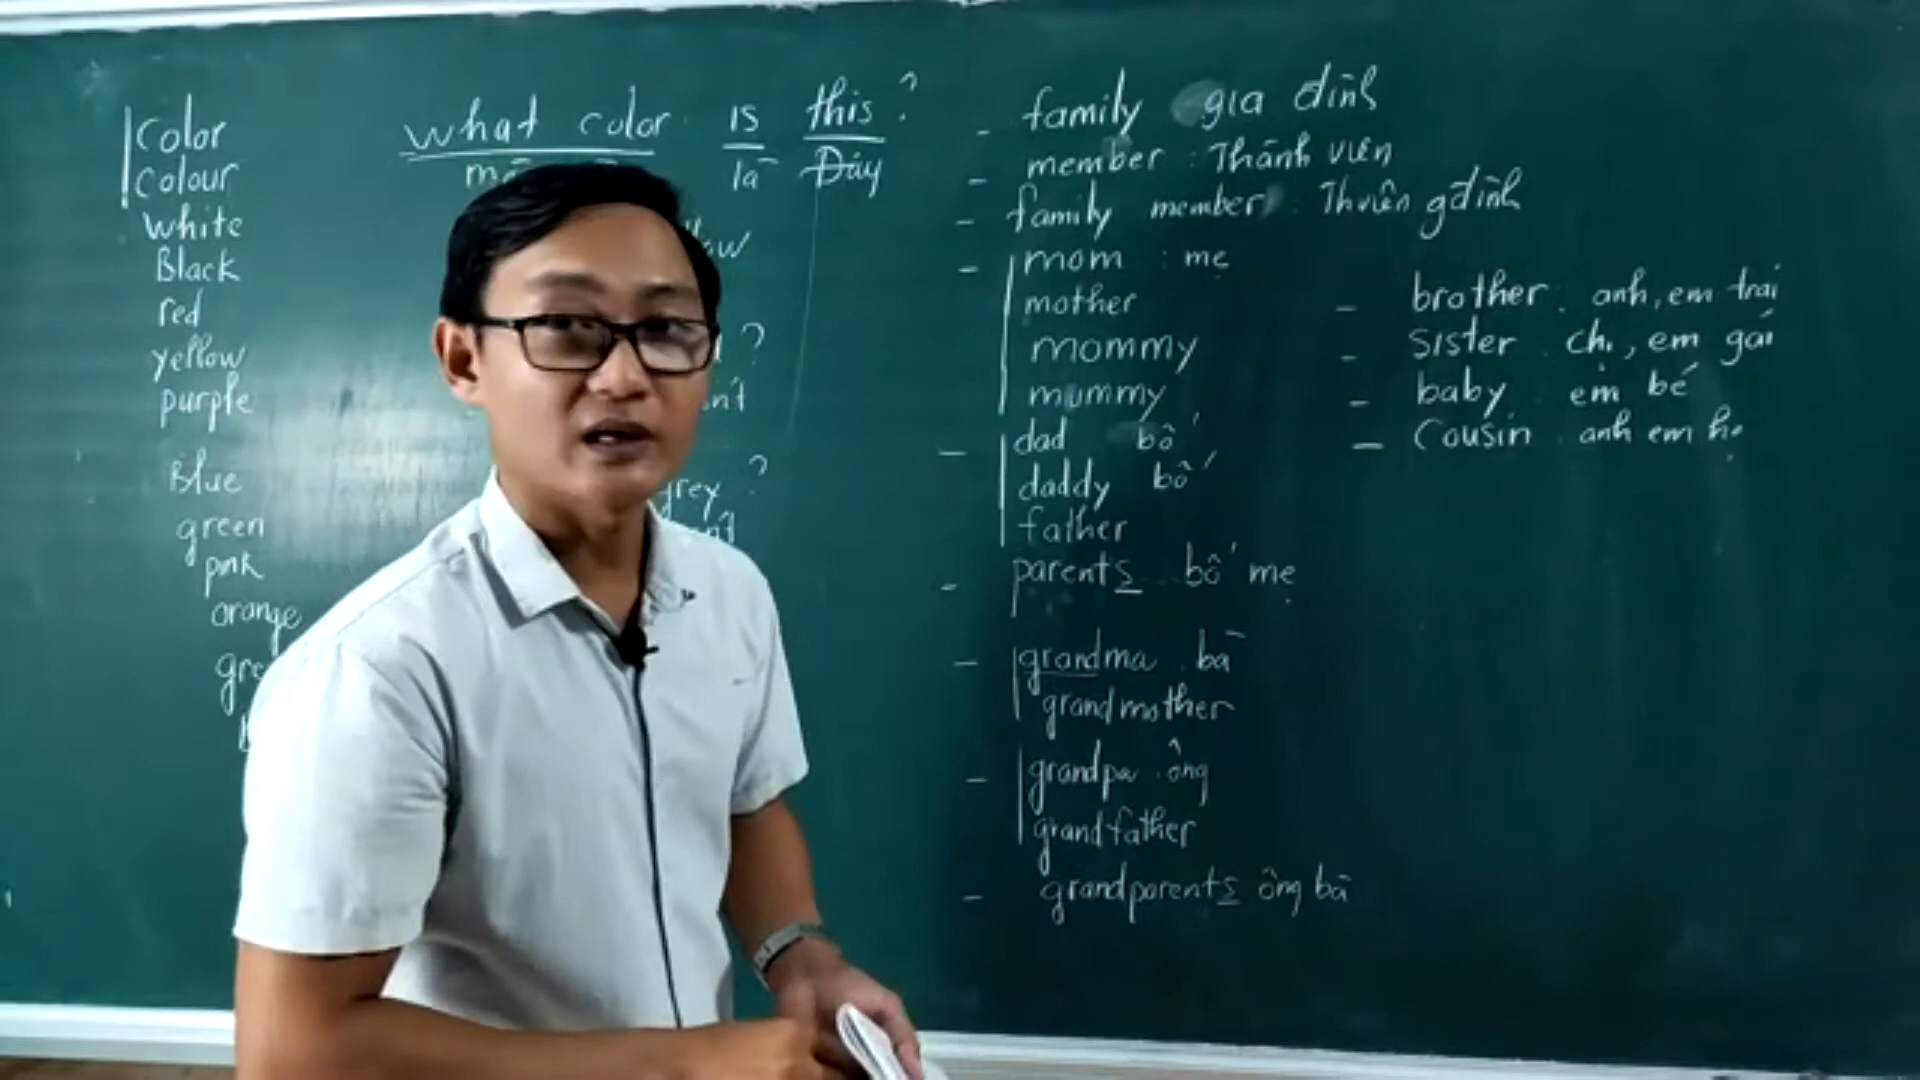 color
colour
white
Black
red
yellow
purple
Blue
green
pink
orange
what color is this?
là Đây
?
?
grey
- family gia đình
- member : Thành viên
- family member : Thviên gđình
- mom : mẹ
mother
mommy
mummy
- dad bố
daddy bố
father
- parents bố mẹ
- grandma bà
grandmother
- grandpa ông
grandfather
- grandparents ông bà
- brother . anh, em trai
- Sister . chị, em gái
- baby em bé
- Cousin anh em họ